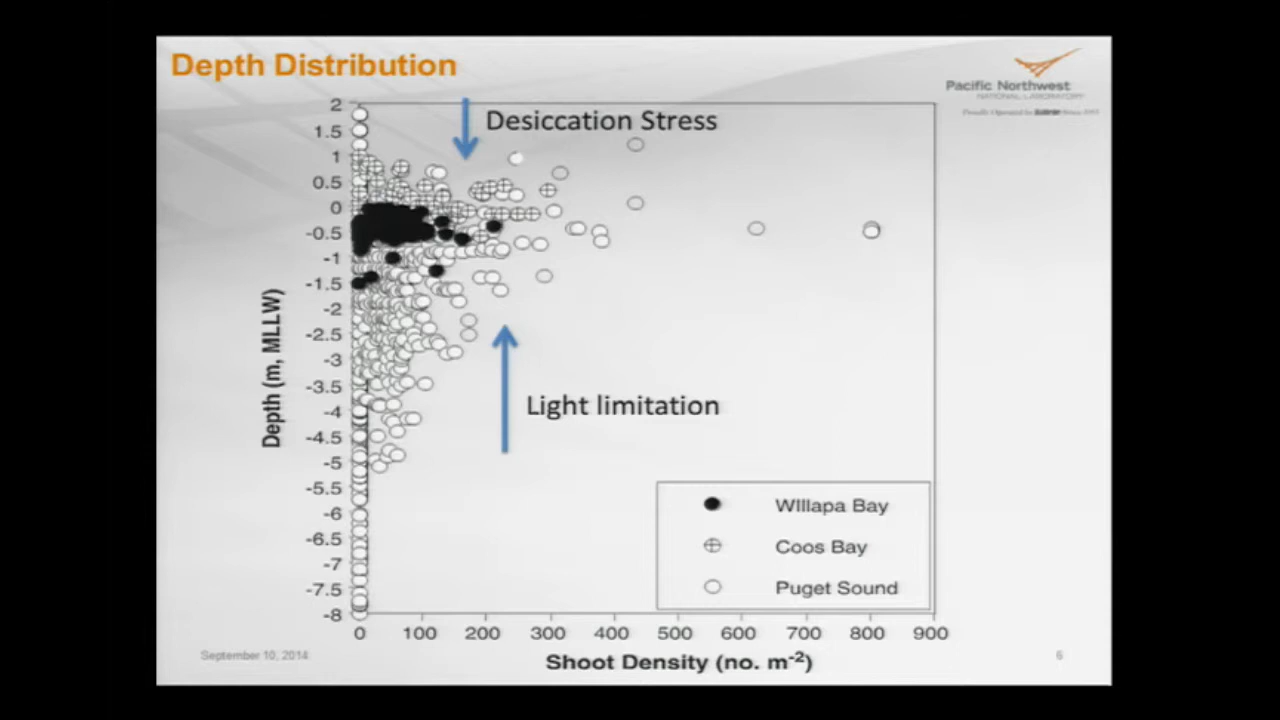 Depth Distribution
Pacific Northwest
NATIONAL LABORATORY
Desiccation Stress
2
1.5
1
0.5
0
-0.5
-1
-1.5
-2
-2.5
-3
-3.5
-4
-4.5
-5
-5.5
-6
-6.5
-7
-7.5
-8
Depth (m, MLLW)
Light limitation
WIllapa Bay
Coos Bay
Puget Sound
0 100 200 300 400 500 600 700 800 900
Shoot Density (no. m-2)
September 10, 2014
6